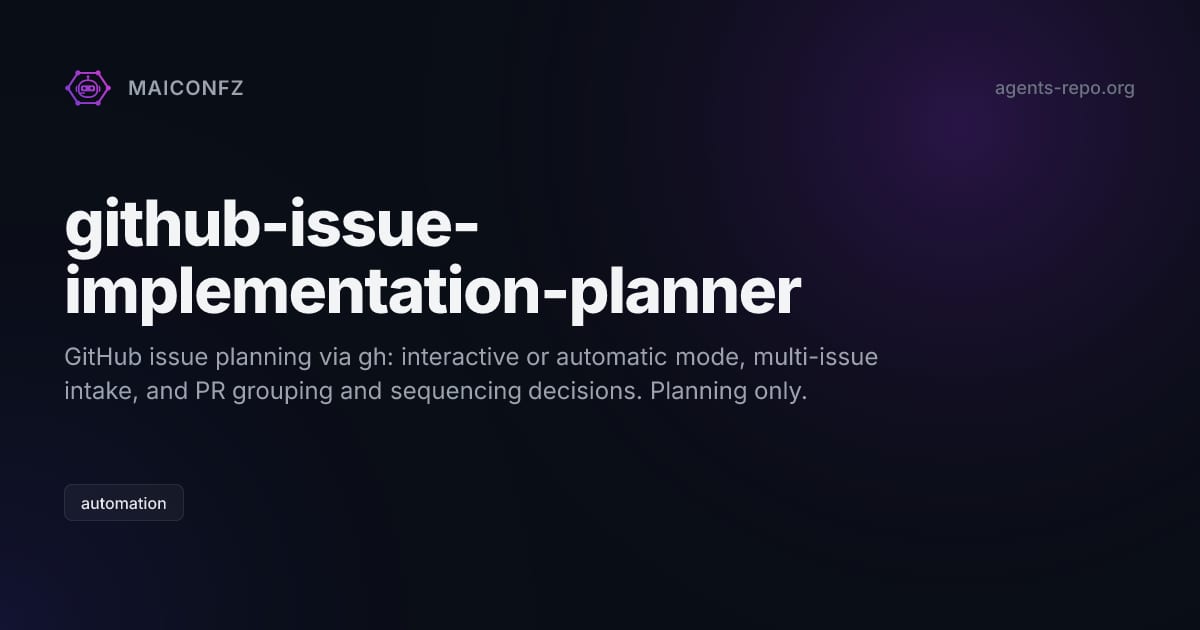 MAICONFZ
agents-repo.org
github-issue-
implementation-planner
GitHub issue planning via gh: interactive or automatic mode, multi-issue
intake, and PR grouping and sequencing decisions. Planning only.
automation